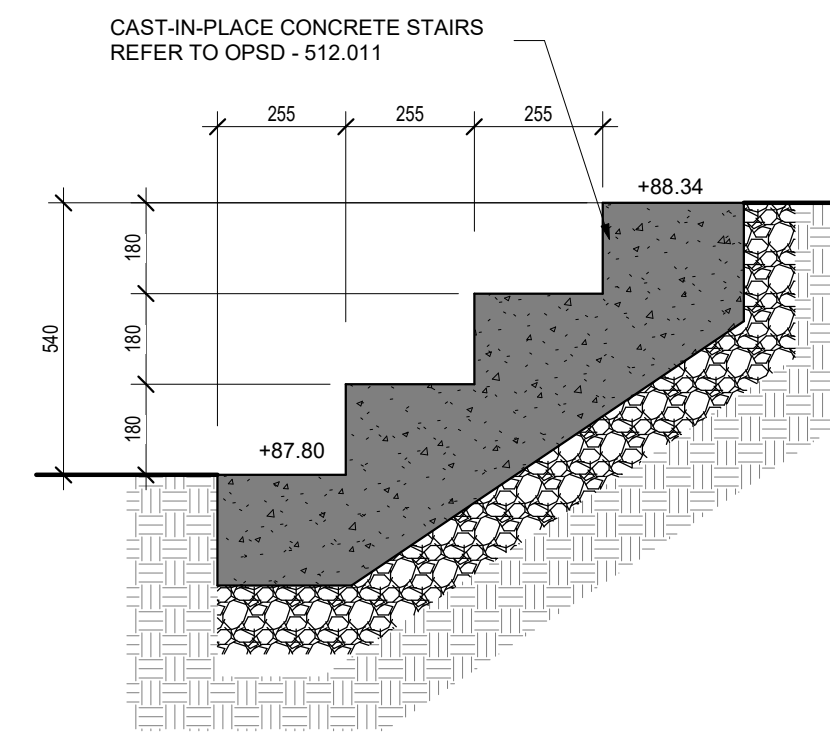 CAST-IN-PLACE CONCRETE STAIRS
REFER TO OPSD - 512.011
255 255 255
+88.34
180
540
180
180
+87.80